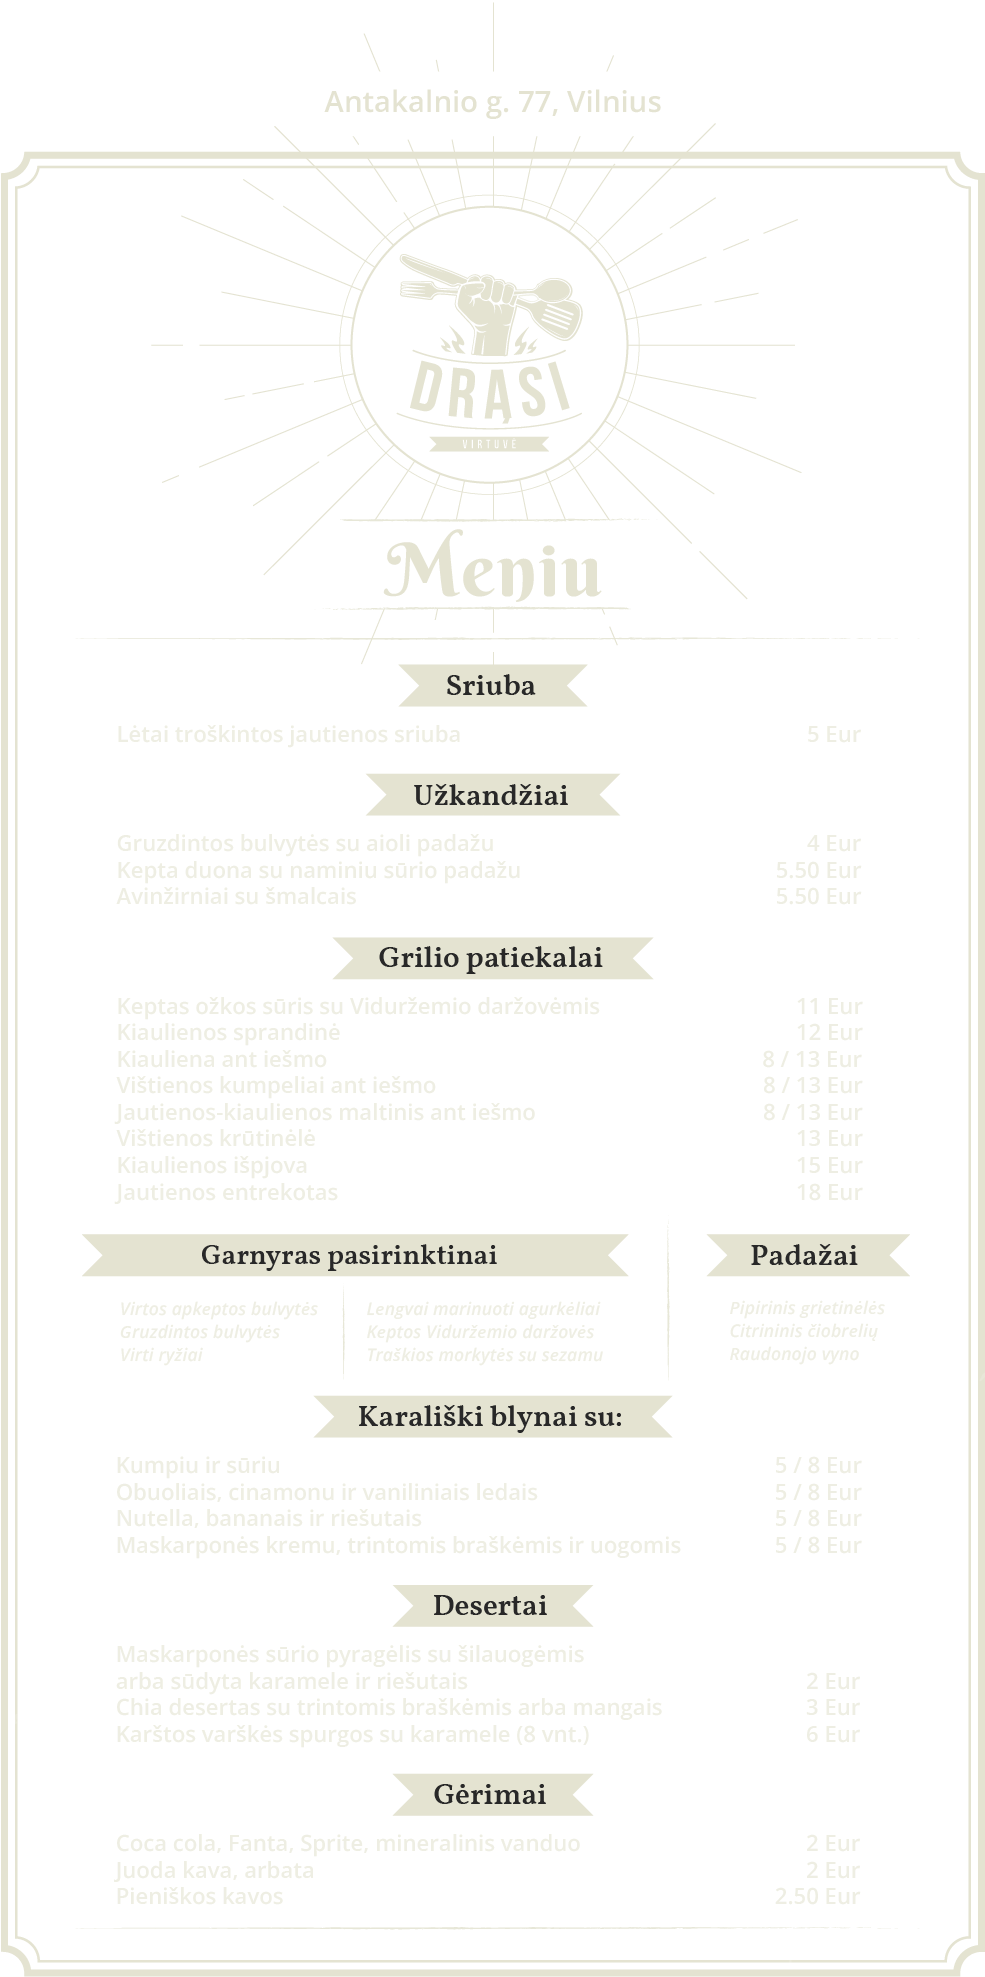 Antakalnio g. 77, Vilnius
DRĄSI
VIRTUVĖ
Meniu
Sriuba
Lėtai troškintos jautienos sriuba 5 Eur
Užkandžiai
Gruzdintos bulvytės su aioli padažu 4 Eur
Kepta duona su naminiu sūrio padažu 5.50 Eur
Avinžirniai su šmalcais 5.50 Eur
Grilio patiekalai
Keptas ožkos sūris su Viduržemio daržovėmis 11 Eur
Kiaulienos sprandinė 12 Eur
Kiauliena ant iešmo 8 / 13 Eur
Vištienos kumpeliai ant iešmo 8 / 13 Eur
Jautienos-kiaulienos maltinis ant iešmo 8 / 13 Eur
Vištienos krūtinėlė 13 Eur
Kiaulienos išpjova 15 Eur
Jautienos entrekotas 18 Eur
Garnyras pasirinktinai
Virtos apkeptos bulvytės
Gruzdintos bulvytės
Virti ryžiai
Lengvai marinuoti agurkėliai
Keptos Viduržemio daržovės
Traškios morkytės su sezamu
Padažai
Pipirinis grietinėlės
Citrininis čiobrelių
Raudonojo vyno
Karališki blynai su:
Kumpiu ir sūriu 5 / 8 Eur
Obuoliais, cinamonu ir vaniliniais ledais 5 / 8 Eur
Nutella, bananais ir riešutais 5 / 8 Eur
Maskarponės kremu, trintomis braškėmis ir uogomis 5 / 8 Eur
Desertai
Maskarponės sūrio pyragėlis su šilauogėmis
arba sūdyta karamele ir riešutais 2 Eur
Chia desertas su trintomis braškėmis arba mangais 3 Eur
Karštos varškės spurgos su karamele (8 vnt.) 6 Eur
Gėrimai
Coca cola, Fanta, Sprite, mineralinis vanduo 2 Eur
Juoda kava, arbata 2 Eur
Pieniškos kavos 2.50 Eur